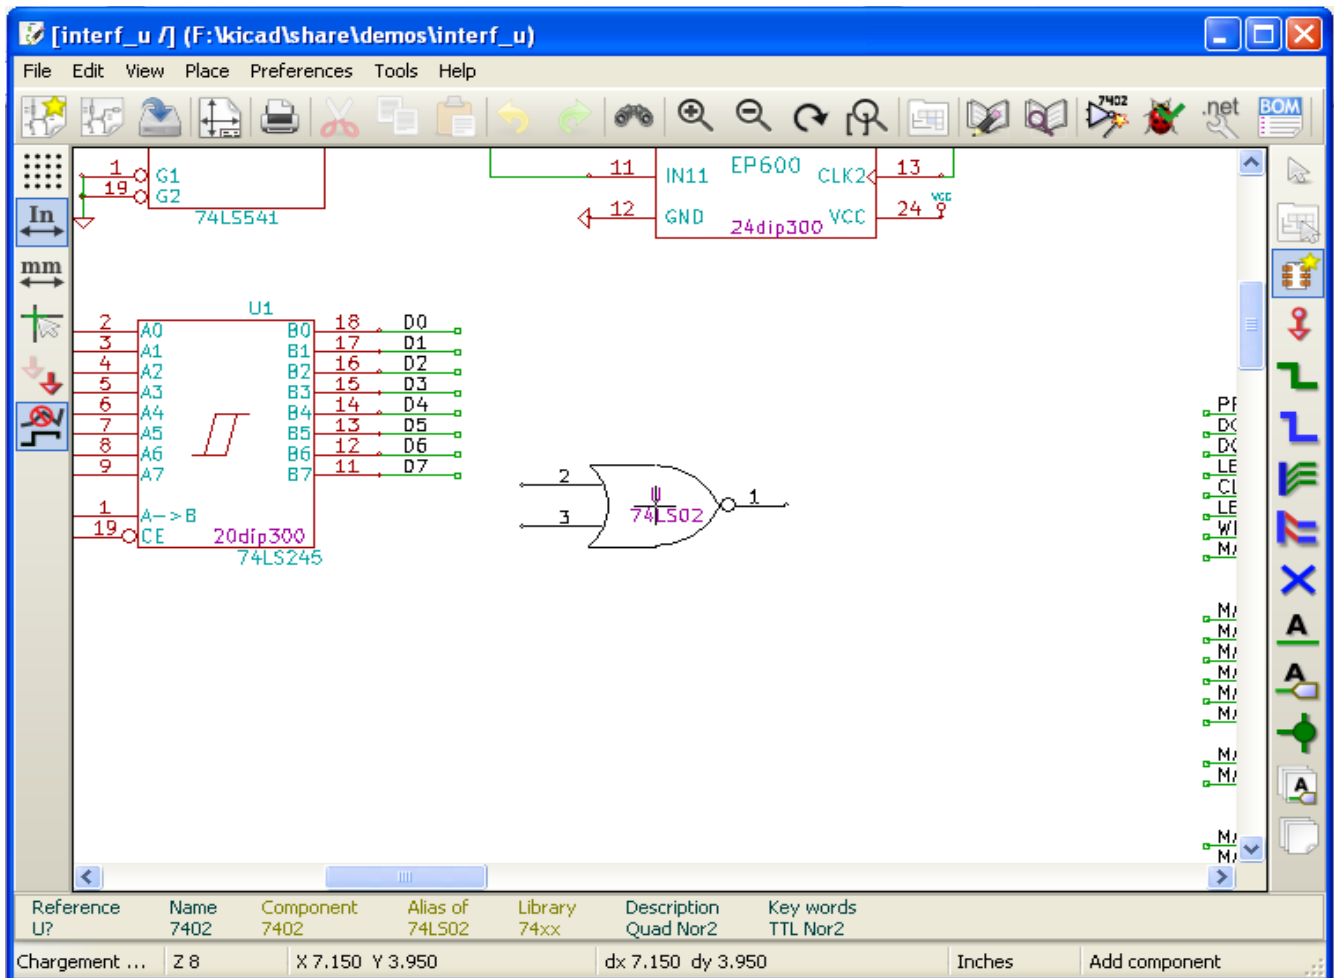 [interf_u /] (F:\kicad\share\demos\interf_u)
File Edit View Place Preferences Tools Help
7402
.net
BOM
In
mm
1 G1
19 G2
74LS541
11 IN11 EP600 CLK2 13
12 GND 24dip300 VCC 24 VCC
U1
2 A0 B0 18 D0
3 A1 B1 17 D1
4 A2 B2 16 D2
5 A3 B3 15 D3
6 A4 B4 14 D4
7 A5 B5 13 D5
8 A6 B6 12 D6
9 A7 B7 11 D7
1 A->B
19 CE 20dip300
74LS245
2 U 1
3 74LS02
LE
LE
A
A
A
Reference Name Component Alias of Library Description Key words
U? 7402 7402 74LS02 74xx Quad Nor2 TTL Nor2
Chargement ... Z 8 X 7.150 Y 3.950 dx 7.150 dy 3.950 Inches Add component